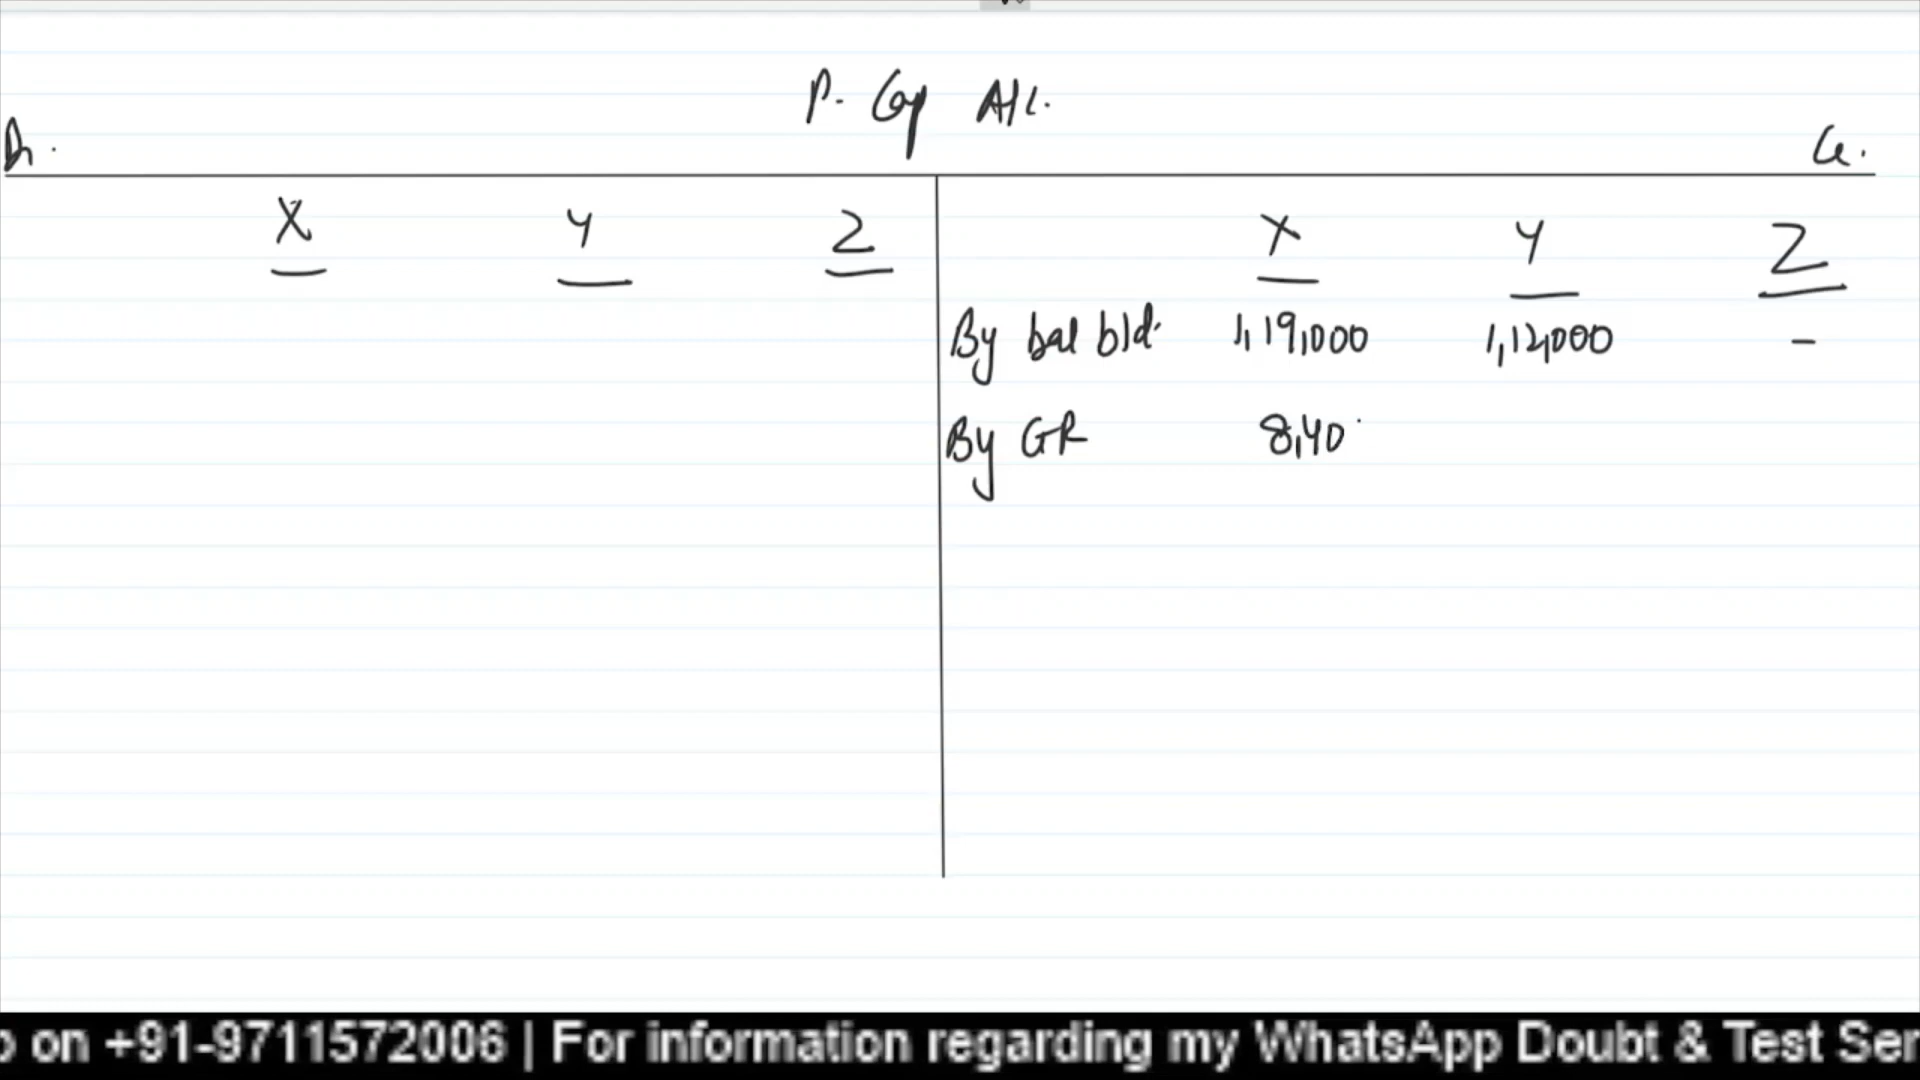 P. Cap A/c.
Dr. Cr.
X Y Z X Y Z
By bal b/d. 1,19,000 1,12,000 -
By GR 8,40
o on +91-9711572006 | For information regarding my WhatsApp Doubt & Test Ser